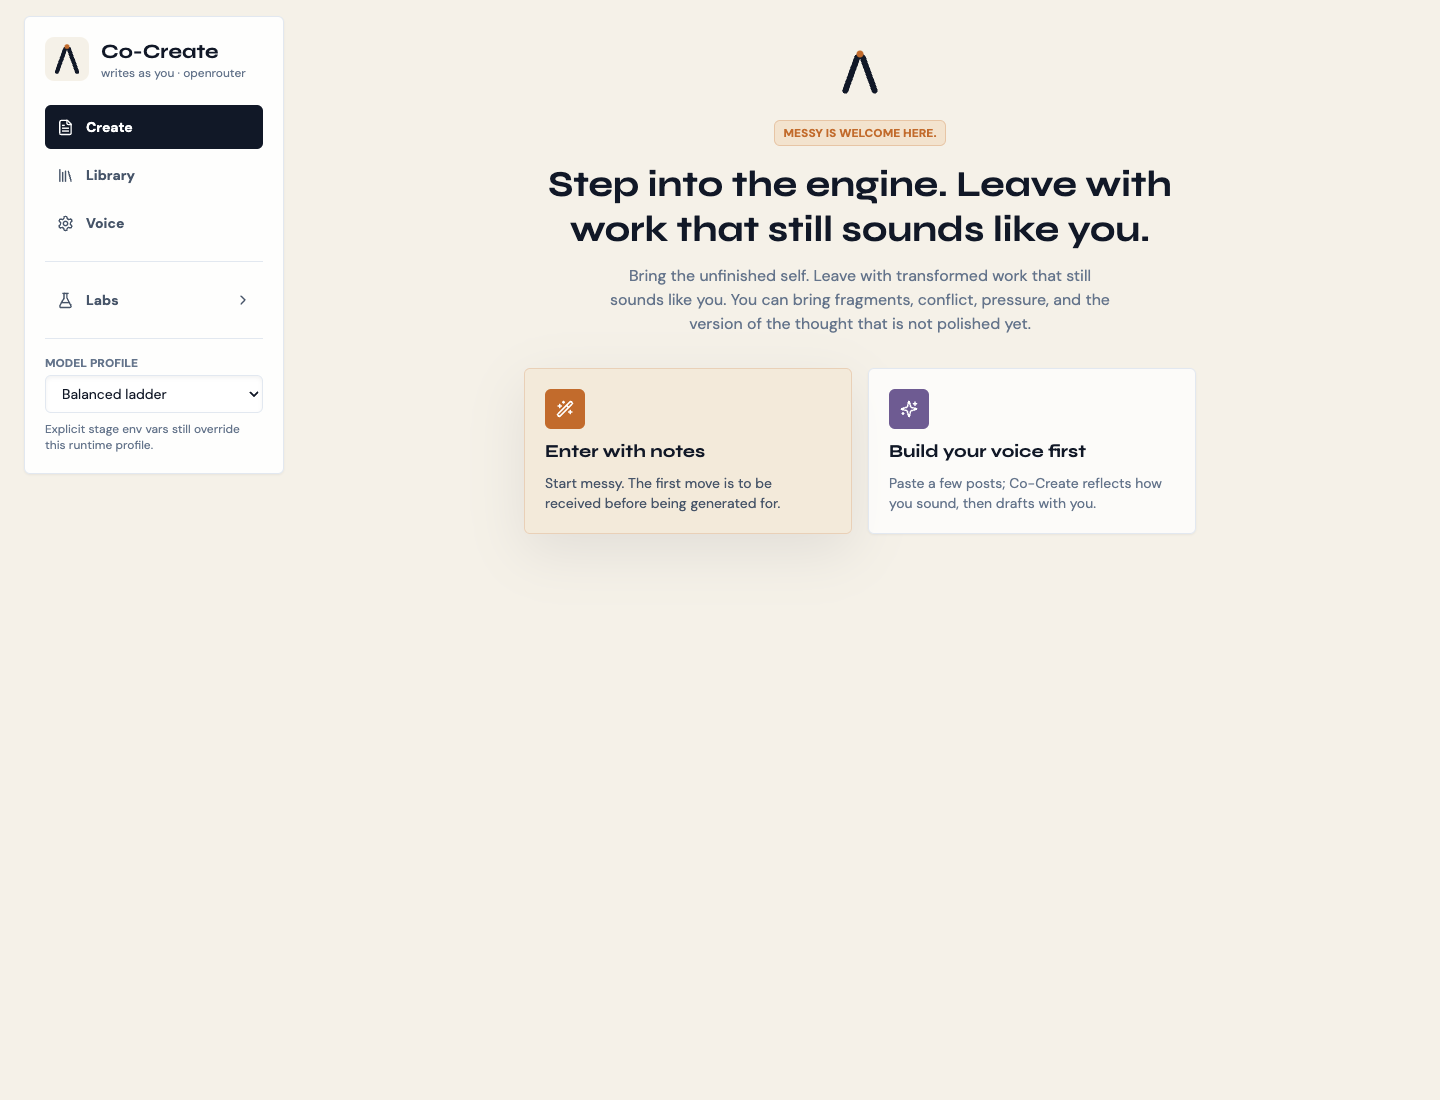 Co-Create
writes as you · openrouter
Create
Library
Voice
Labs
MODEL PROFILE
Balanced ladder
Explicit stage env vars still override
this runtime profile.
MESSY IS WELCOME HERE.
Step into the engine. Leave with
work that still sounds like you.
Bring the unfinished self. Leave with transformed work that still
sounds like you. You can bring fragments, conflict, pressure, and the
version of the thought that is not polished yet.
Enter with notes
Start messy. The first move is to be
received before being generated for.
Build your voice first
Paste a few posts; Co-Create reflects how
you sound, then drafts with you.